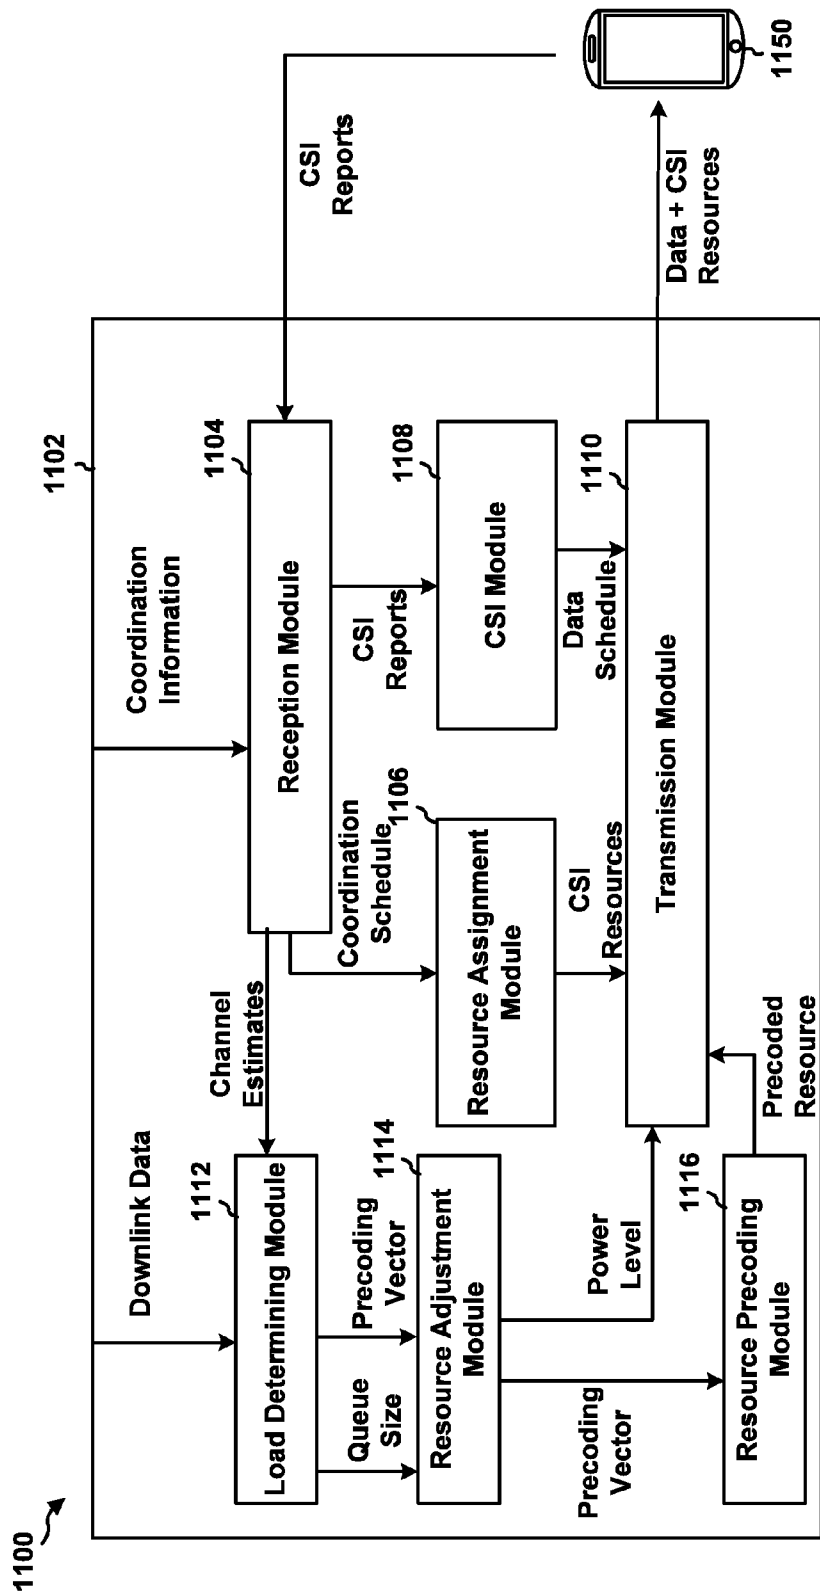 1100
1102
Downlink Data
Coordination
Information
1112
Load Determining Module
Channel
Estimates
1104
Reception Module
CSI
Reports
Queue
Size
Precoding
Vector
Coordination
Schedule
CSI
Reports
1114
Resource Adjustment
Module
1106
Resource Assignment
Module
1108
CSI Module
Precoding
Vector
Power
Level
CSI
Resources
Data
Schedule
1116
Resource Precoding
Module
Precoded
Resource
1110
Transmission Module
Data + CSI
Resources
1150